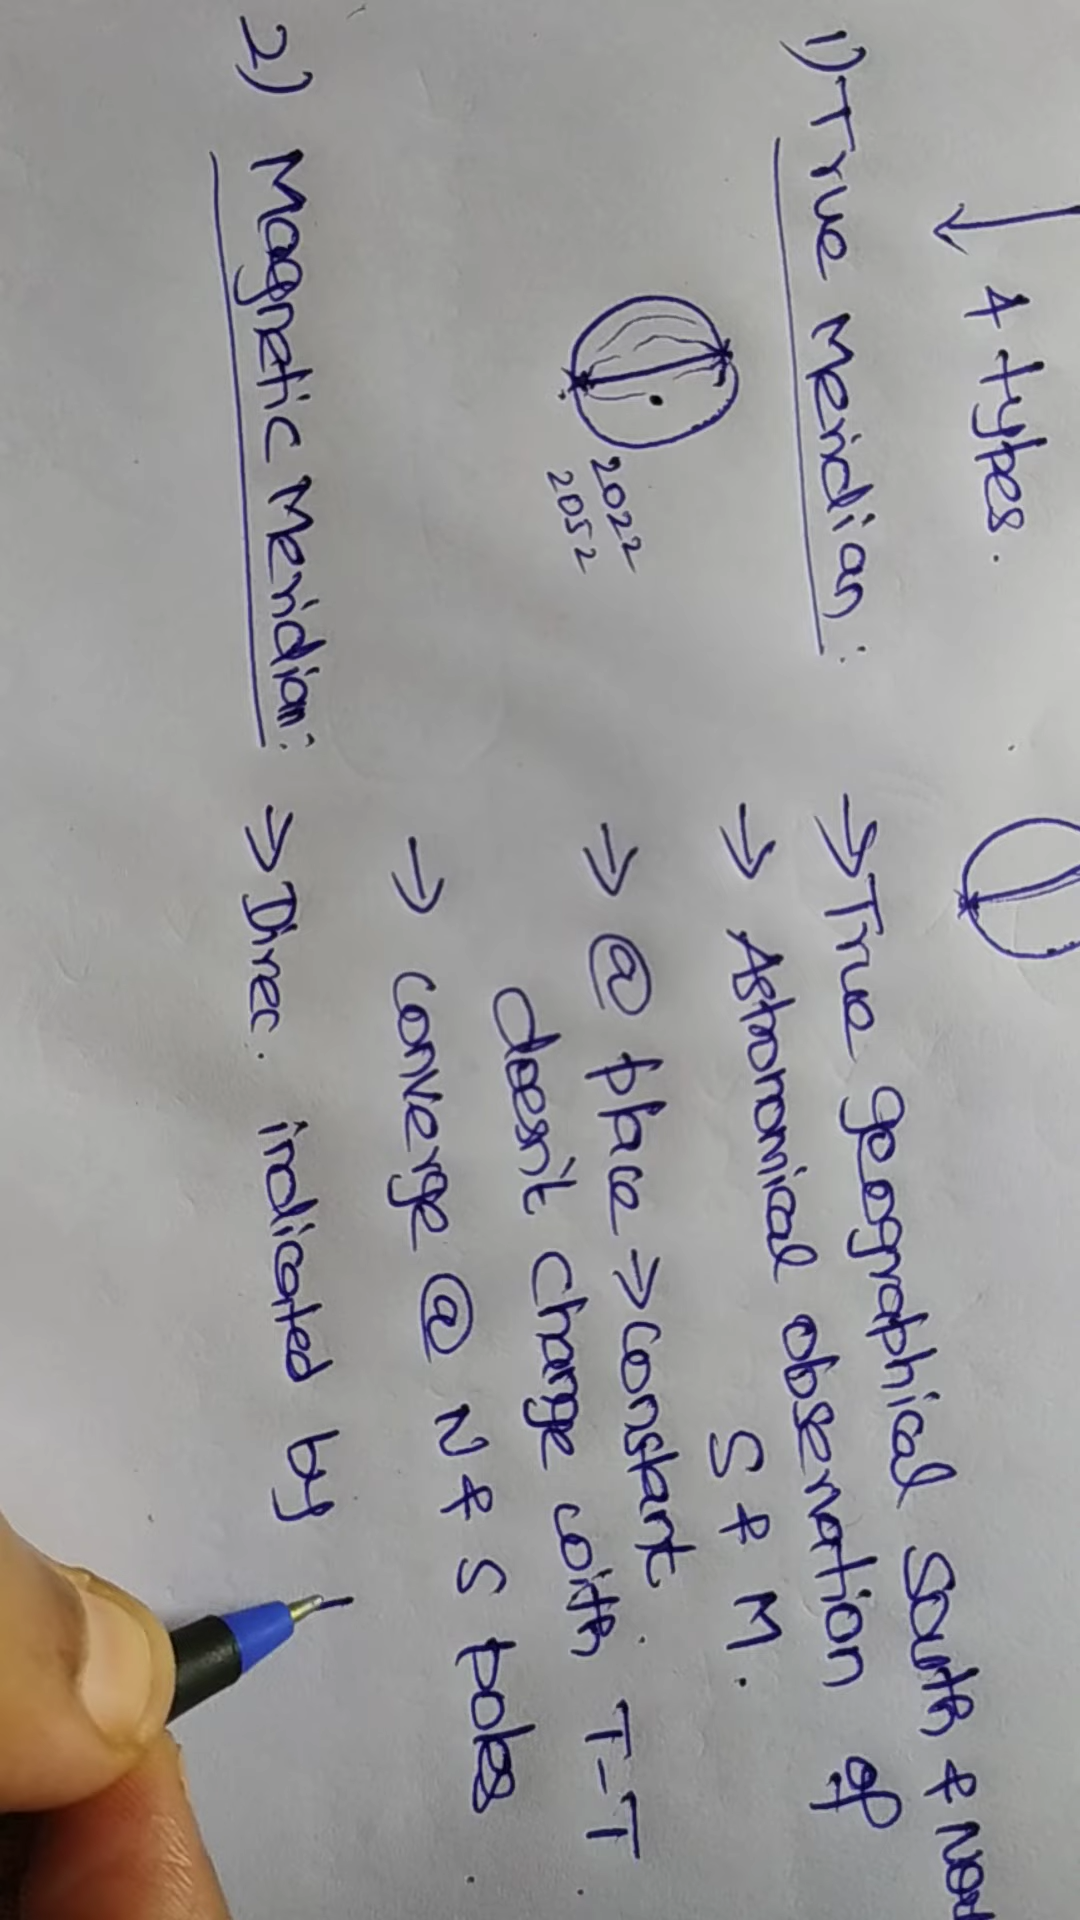 ↓ 4 types.
1) True Meridian: → True geographical South &
→ Astronomical observation of
S & M.
2022
2052
→ @ place → constant.
doesn't change with T-T.
→ converge @ N & S poles.
2) Magnetic Meridian: → Direc. indicated by